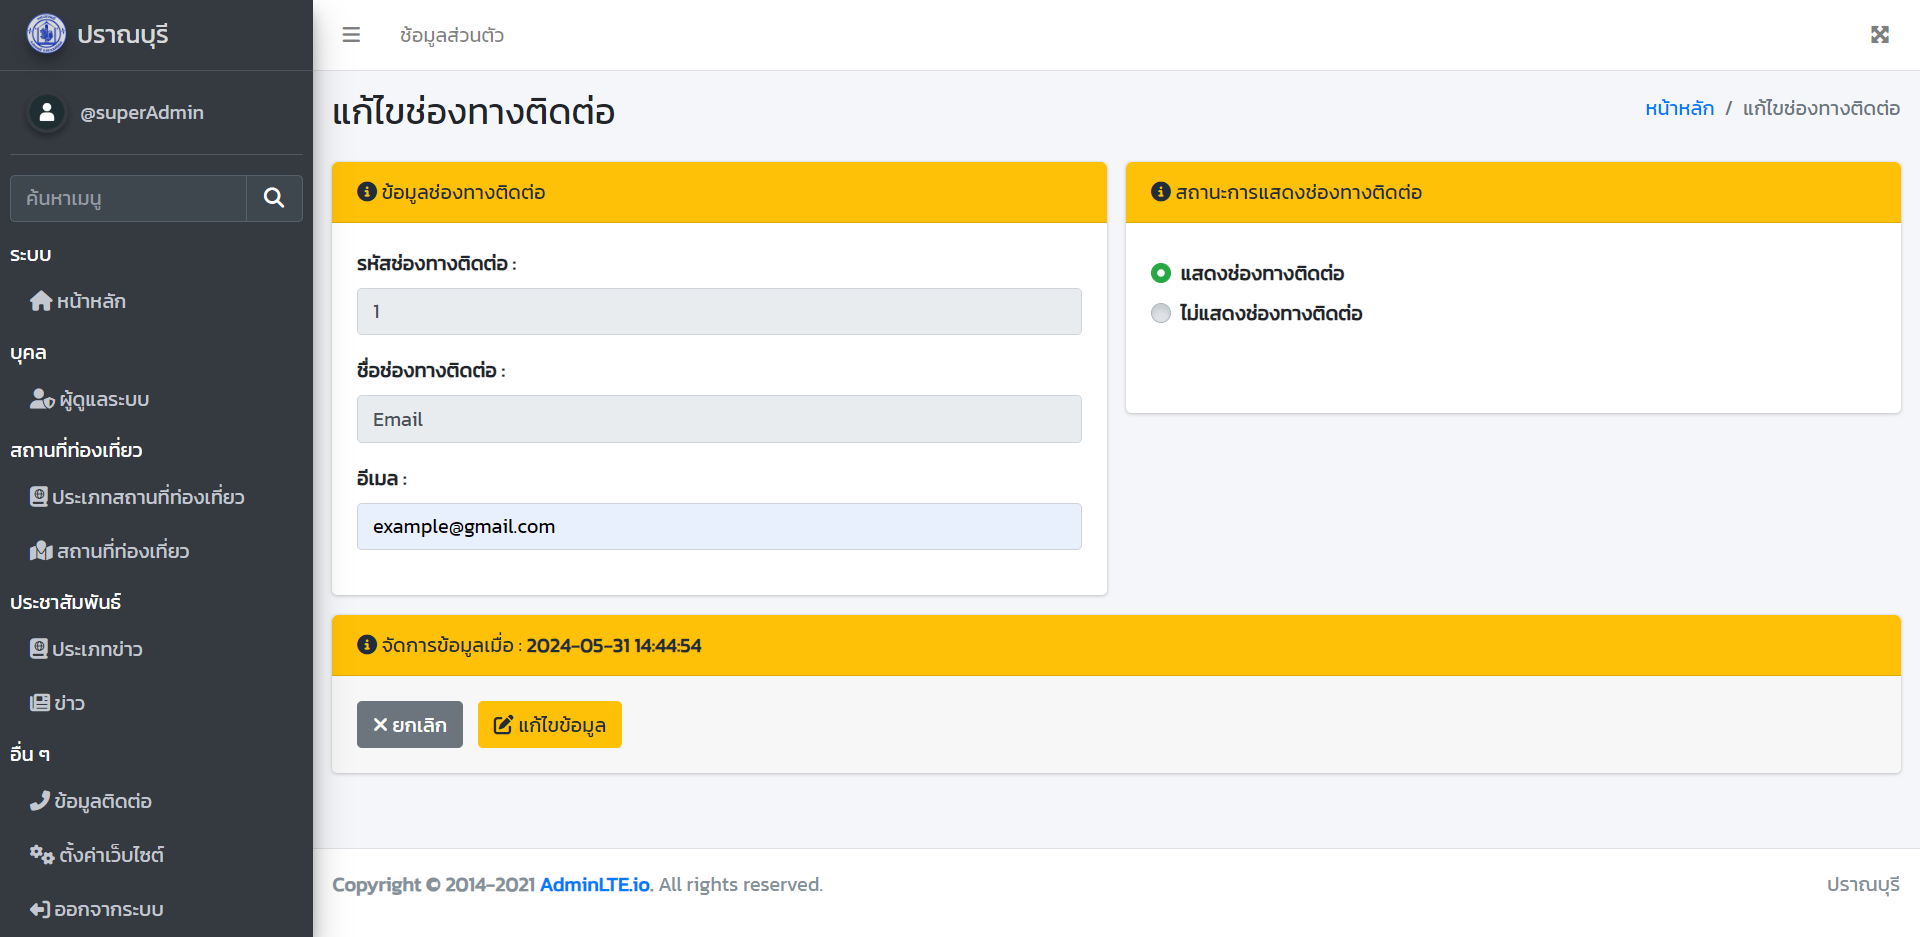 ปราณบุรี
@superAdmin
ค้นหาเมนู
ระบบ
หน้าหลัก
บุคล
ผู้ดูแลระบบ
สถานที่ท่องเที่ยว
ประเภทสถานที่ท่องเที่ยว
สถานที่ท่องเที่ยว
ประชาสัมพันธ์
ประเภทข่าว
ข่าว
อื่น ๆ
ข้อมูลติดต่อ
ตั้งค่าเว็บไซต์
ออกจากระบบ
ข้อมูลส่วนตัว
แก้ไขช่องทางติดต่อ
หน้าหลัก / แก้ไขช่องทางติดต่อ
ข้อมูลช่องทางติดต่อ
รหัสช่องทางติดต่อ :
1
ชื่อช่องทางติดต่อ :
Email
อีเมล :
example@gmail.com
สถานะการแสดงช่องทางติดต่อ
แสดงช่องทางติดต่อ
ไม่แสดงช่องทางติดต่อ
จัดการข้อมูลเมื่อ : 2024-05-31 14:44:54
ยกเลิก
แก้ไขข้อมูล
Copyright © 2014-2021 AdminLTE.io. All rights reserved.
ปราณบุรี